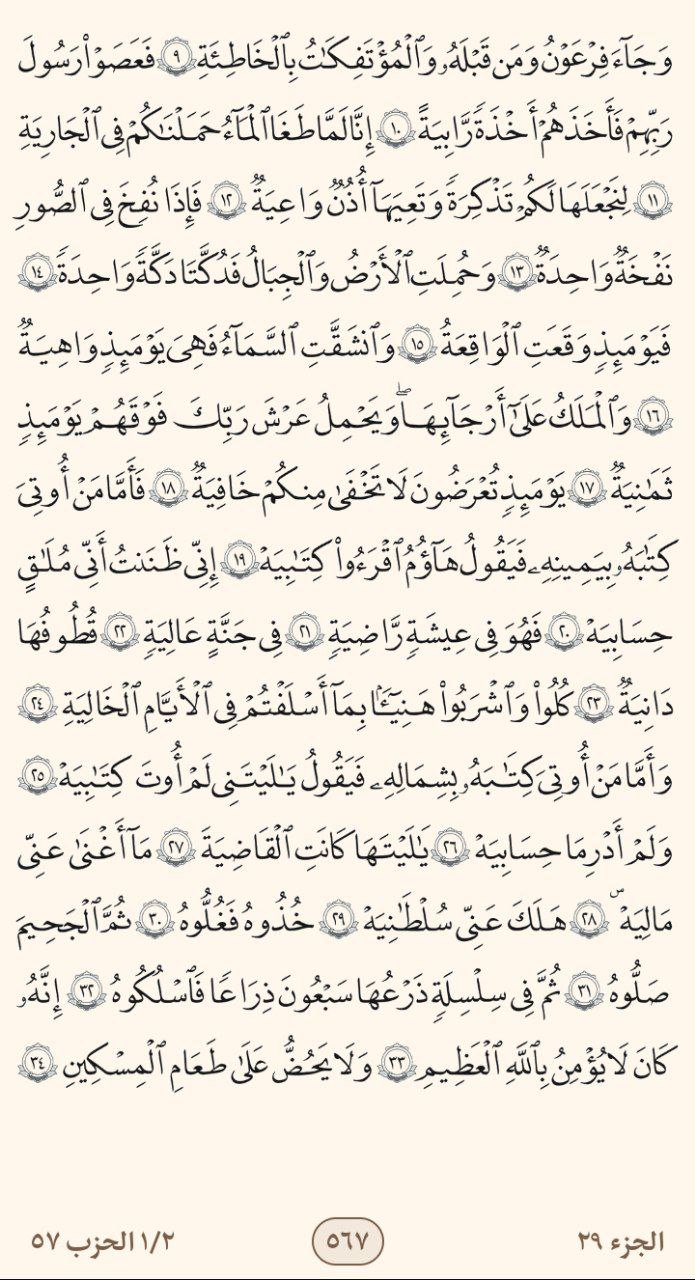 وَجَآءَ فِرْعَوْنُ وَمَن قَبْلَهُۥ وَٱلْمُؤْتَفِكَٰتُ بِٱلْخَاطِئَةِ ٩ فَعَصَوْا۟ رَسُولَ
رَبِّهِمْ فَأَخَذَهُمْ أَخْذَةً رَّابِيَةً ١٠ إِنَّا لَمَّا طَغَا ٱلْمَآءُ حَمَلْنَٰكُمْ فِى ٱلْجَارِيَةِ
١١ لِنَجْعَلَهَا لَكُمْ تَذْكِرَةً وَتَعِيَهَآ أُذُنٌ وَٰعِيَةٌ ١٢ فَإِذَا نُفِخَ فِى ٱلصُّورِ
نَفْخَةٌ وَٰحِدَةٌ ١٣ وَحُمِلَتِ ٱلْأَرْضُ وَٱلْجِبَالُ فَدُكَّتَا دَكَّةً وَٰحِدَةً ١٤
فَيَوْمَئِذٍ وَقَعَتِ ٱلْوَاقِعَةُ ١٥ وَٱنشَقَّتِ ٱلسَّمَآءُ فَهِىَ يَوْمَئِذٍ وَاهِيَةٌ
١٦ وَٱلْمَلَكُ عَلَىٰٓ أَرْجَآئِهَا ۚ وَيَحْمِلُ عَرْشَ رَبِّكَ فَوْقَهُمْ يَوْمَئِذٍ
ثَمَٰنِيَةٌ ١٧ يَوْمَئِذٍ تُعْرَضُونَ لَا تَخْفَىٰ مِنكُمْ خَافِيَةٌ ١٨ فَأَمَّا مَنْ أُوتِىَ
كِتَٰبَهُۥ بِيَمِينِهِۦ فَيَقُولُ هَآؤُمُ ٱقْرَءُوا۟ كِتَٰبِيَهْ ١٩ إِنِّى ظَنَنتُ أَنِّى مُلَٰقٍ
حِسَابِيَهْ ٢٠ فَهُوَ فِى عِيشَةٍ رَّاضِيَةٍ ٢١ فِى جَنَّةٍ عَالِيَةٍ ٢٢ قُطُوفُهَا
دَانِيَةٌ ٢٣ كُلُوا۟ وَٱشْرَبُوا۟ هَنِيٓـًٔۢا بِمَآ أَسْلَفْتُمْ فِى ٱلْأَيَّامِ ٱلْخَالِيَةِ ٢٤
وَأَمَّا مَنْ أُوتِىَ كِتَٰبَهُۥ بِشِمَالِهِۦ فَيَقُولُ يَٰلَيْتَنِى لَمْ أُوتَ كِتَٰبِيَهْ ٢٥
وَلَمْ أَدْرِ مَا حِسَابِيَهْ ٢٦ يَٰلَيْتَهَا كَانَتِ ٱلْقَاضِيَةَ ٢٧ مَآ أَغْنَىٰ عَنِّى
مَالِيَهْ ۜ ٢٨ هَلَكَ عَنِّى سُلْطَٰنِيَهْ ٢٩ خُذُوهُ فَغُلُّوهُ ٣٠ ثُمَّ ٱلْجَحِيمَ
صَلُّوهُ ٣١ ثُمَّ فِى سِلْسِلَةٍ ذَرْعُهَا سَبْعُونَ ذِرَاعًا فَٱسْلُكُوهُ ٣٢ إِنَّهُۥ
كَانَ لَا يُؤْمِنُ بِٱللَّهِ ٱلْعَظِيمِ ٣٣ وَلَا يَحُضُّ عَلَىٰ طَعَامِ ٱلْمِسْكِينِ ٣٤
الجزء ٢٩ ٥٦٧ ١/٢ الحزب ٥٧